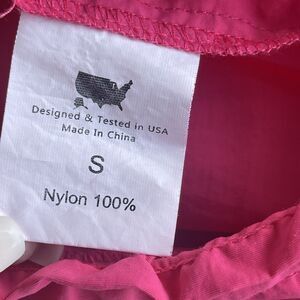 Designed & Tested in USA
Made In China
S
Nylon 100%